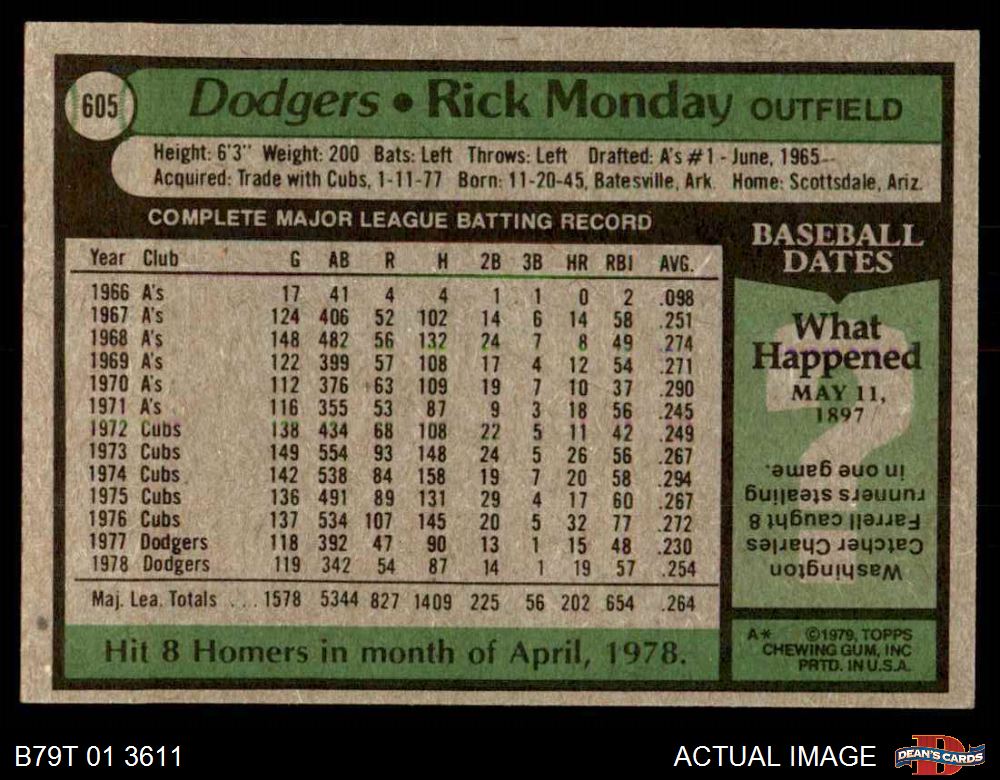 605
Dodgers • Rick Monday OUTFIELD
Height: 6'3" Weight: 200 Bats: Left Throws: Left Drafted: A's #1 - June, 1965
Acquired: Trade with Cubs, 1-11-77 Born: 11-20-45, Batesville, Ark. Home: Scottsdale, Ariz.
COMPLETE MAJOR LEAGUE BATTING RECORD
Year Club G AB R H 2B 3B HR RBI AVG.
1966 A's 17 41 4 4 1 1 0 2 .098
1967 A's 124 406 52 102 14 6 14 58 .251
1968 A's 148 482 56 132 24 7 8 49 .274
1969 A's 122 399 57 108 17 4 12 54 .271
1970 A's 112 376 63 109 19 7 10 37 .290
1971 A's 116 355 53 87 9 3 18 56 .245
1972 Cubs 138 434 68 108 22 5 11 42 .249
1973 Cubs 149 554 93 148 24 5 26 56 .267
1974 Cubs 142 538 84 158 19 7 20 58 .294
1975 Cubs 136 491 89 131 29 4 17 60 .267
1976 Cubs 137 534 107 145 20 5 32 77 .272
1977 Dodgers 118 392 47 90 13 1 15 48 .230
1978 Dodgers 119 342 54 87 14 1 19 57 .254
Maj. Lea. Totals ... 1578 5344 827 1409 225 56 202 654 .264
Hit 8 Homers in month of April, 1978.
BASEBALL
DATES
What
Happened
MAY 11,
1897
?
Washington
Catcher Charles
Farrell caught 8
runners stealing
in one game.
A* ©1979, TOPPS
CHEWING GUM, INC
PRTD. IN U.S.A.
B79T 01 3611
ACTUAL IMAGE
D
DEAN'S CARDS